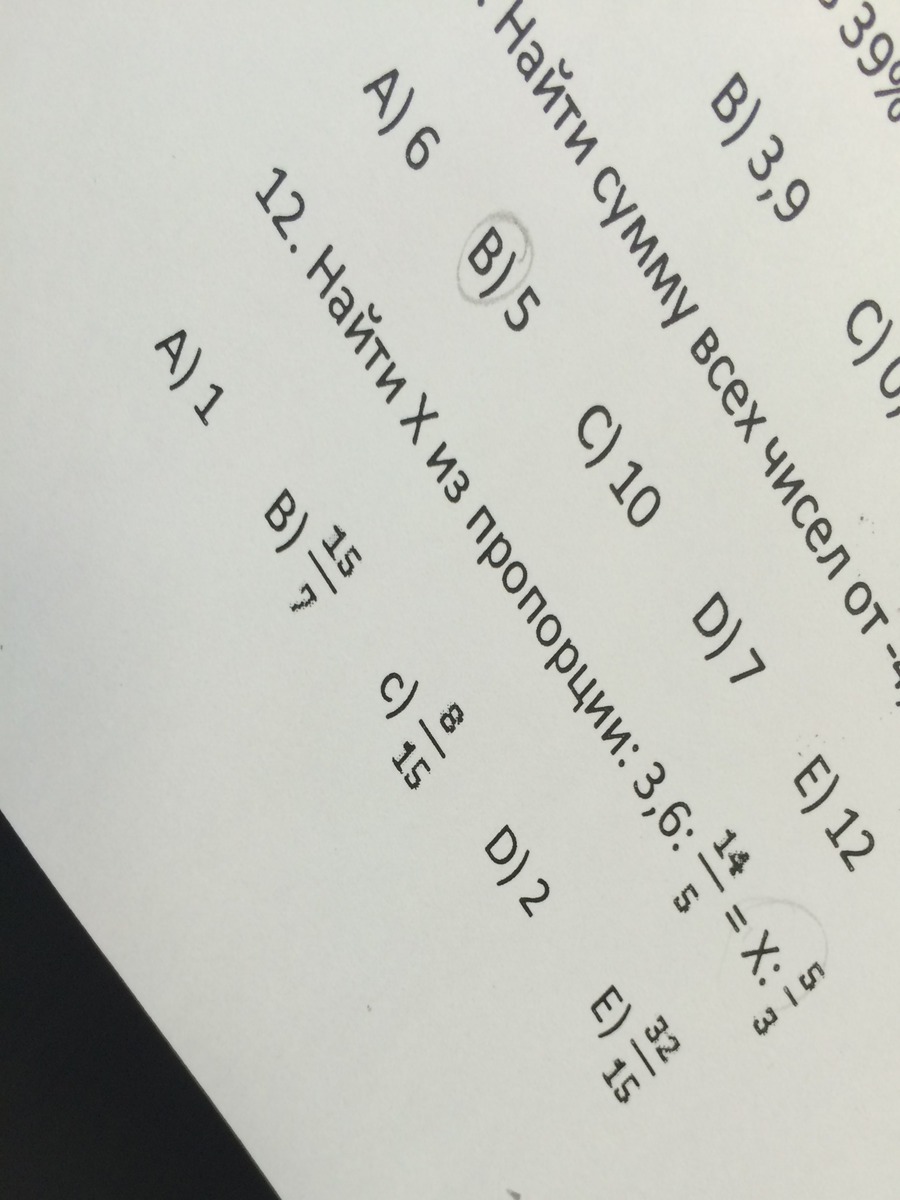 39%
B) 3,9 C) 0,
. Найти сумму всех чисел от -4,
A) 6 B) 5 C) 10 D) 7 E) 12
12. Найти X из пропорции: 3,6: 14/5 = X: 5/3
A) 1 B) 15/7 C) 8/15 D) 2 E) 32/15